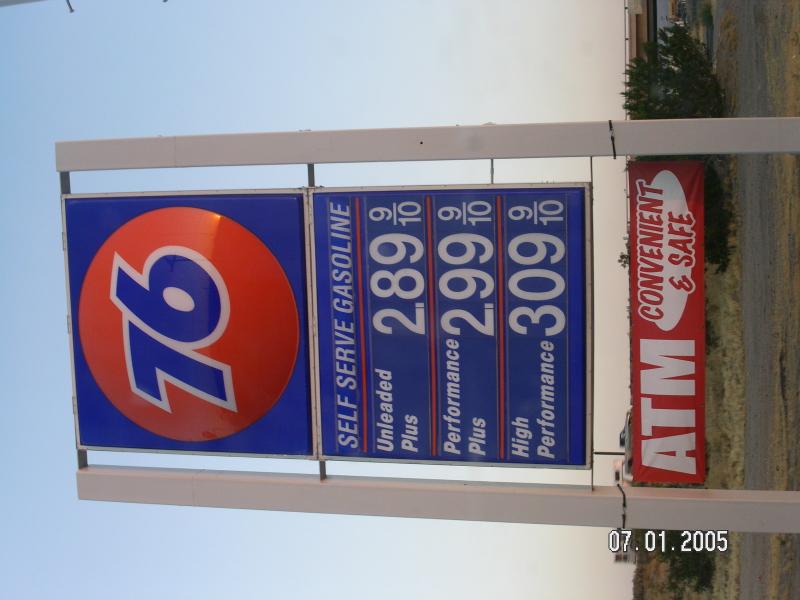 76
SELF SERVE GASOLINE
Unleaded
Plus
2.89 9/10
Performance
Plus
2.99 9/10
High
Performance
3 09 9/10
ATM
CONVENIENT
& SAFE
07.01.2005